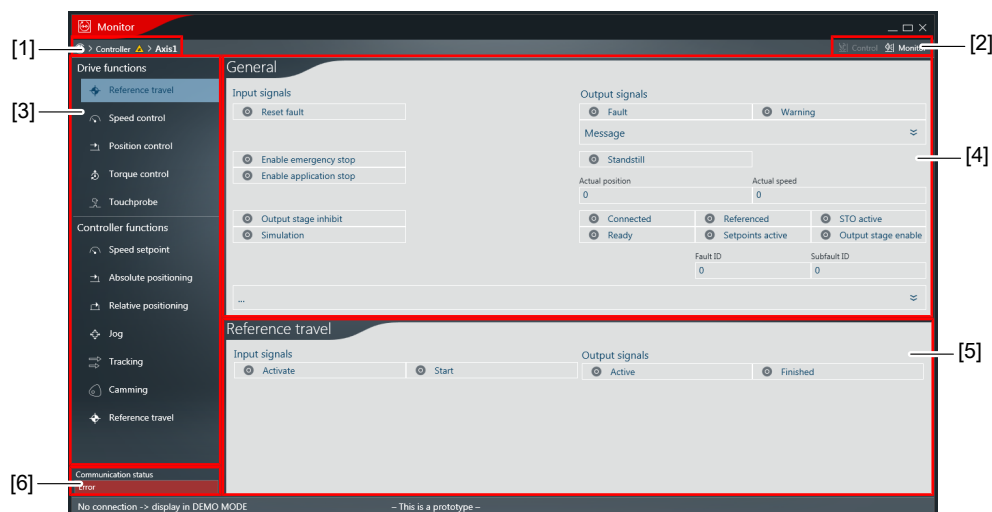 Monitor
[1]
> Controller > Axis1
Control Monitor
[2]
Drive functions
Reference travel
[3]
Speed control
Position control
Torque control
Touchprobe
Controller functions
Speed setpoint
Absolute positioning
Relative positioning
Jog
Tracking
Camming
Reference travel
General
Input signals
Reset fault
Enable emergency stop
Enable application stop
Output stage inhibit
Simulation
Output signals
Fault Warning
Message
Standstill
[4]
Actual position Actual speed
0 0
Connected Referenced STO active
Ready Setpoints active Output stage enable
Fault ID Subfault ID
0 0
...
Reference travel
[5]
Input signals
Activate Start
Output signals
Active Finished
Communication status
[6]
Error
No connection -> display in DEMO MODE – This is a prototype –